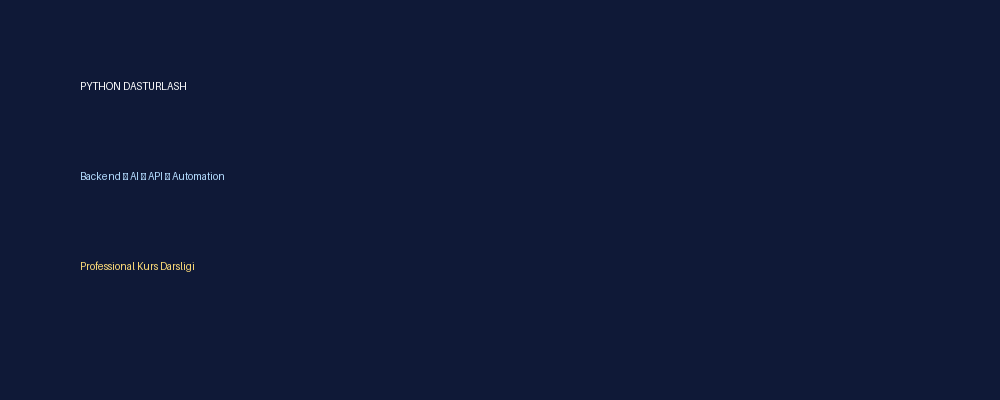 PYTHON DASTURLASH
Backend ▯ AI ▯ API ▯ Automation
Professional Kurs Darsligi